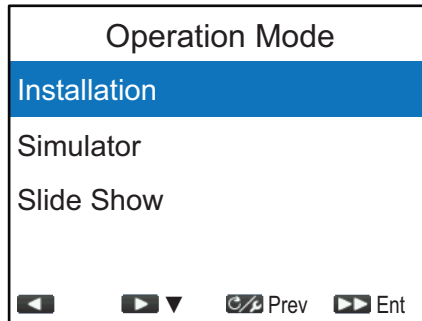 Operation Mode
Installation
Simulator
Slide Show
Prev Ent